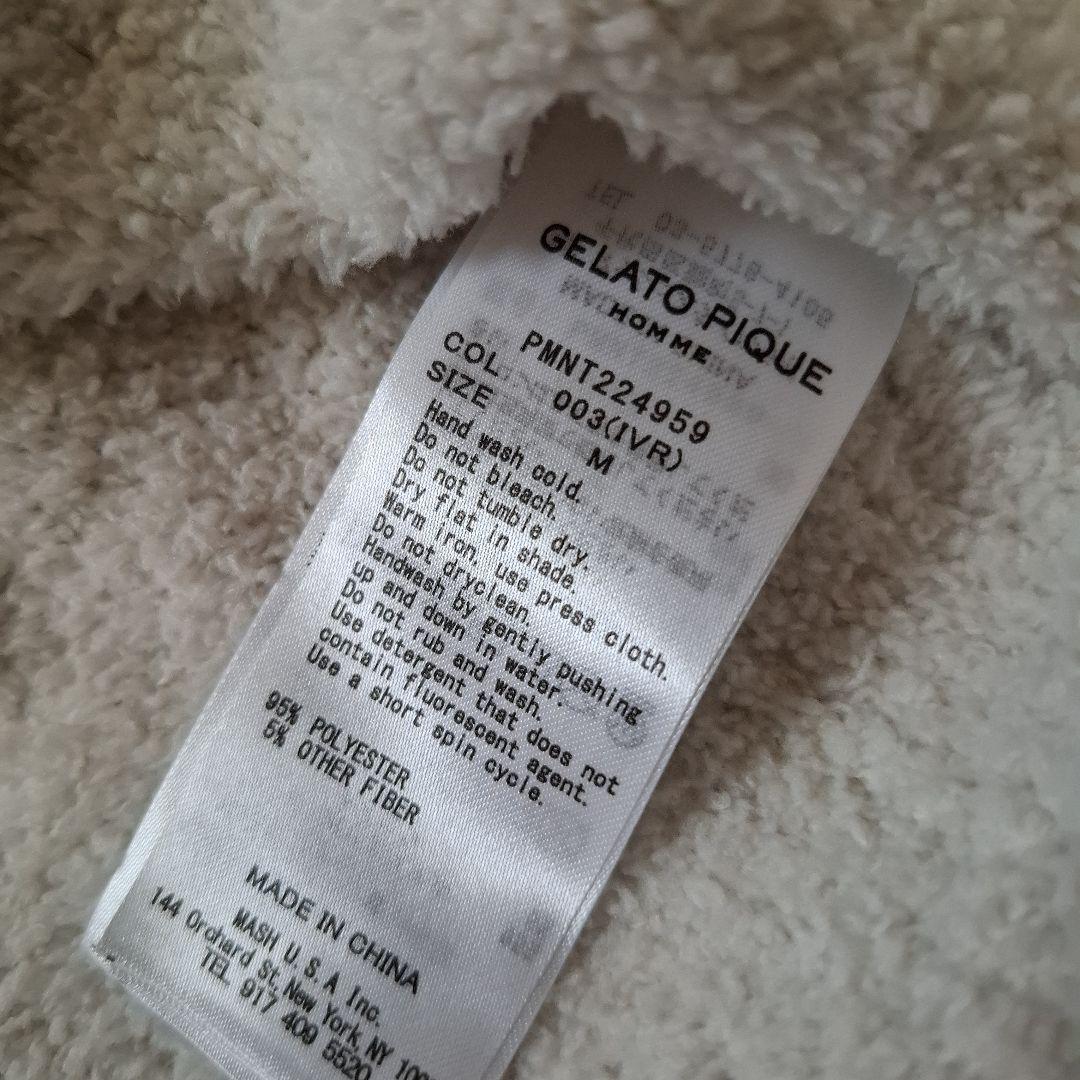 GELATO PIQUE
HOMME
PMNT224959
COL 003(IVR)
SIZE M
Hand wash cold.
Do not bleach.
Do not tumble dry.
Dry flat in shade.
Warm iron, use press cloth.
Do not dryclean.
Handwash by gently pushing
up and down in water.
Do not rub and wash.
Use detergent that does not
contain fluorescent agent.
Use a short spin cycle.
95% POLYESTER
5% OTHER FIBER
MADE IN CHINA
MASH U.S.A Inc.
144 Orchard St, New York, NY
TEL 917 409 5520